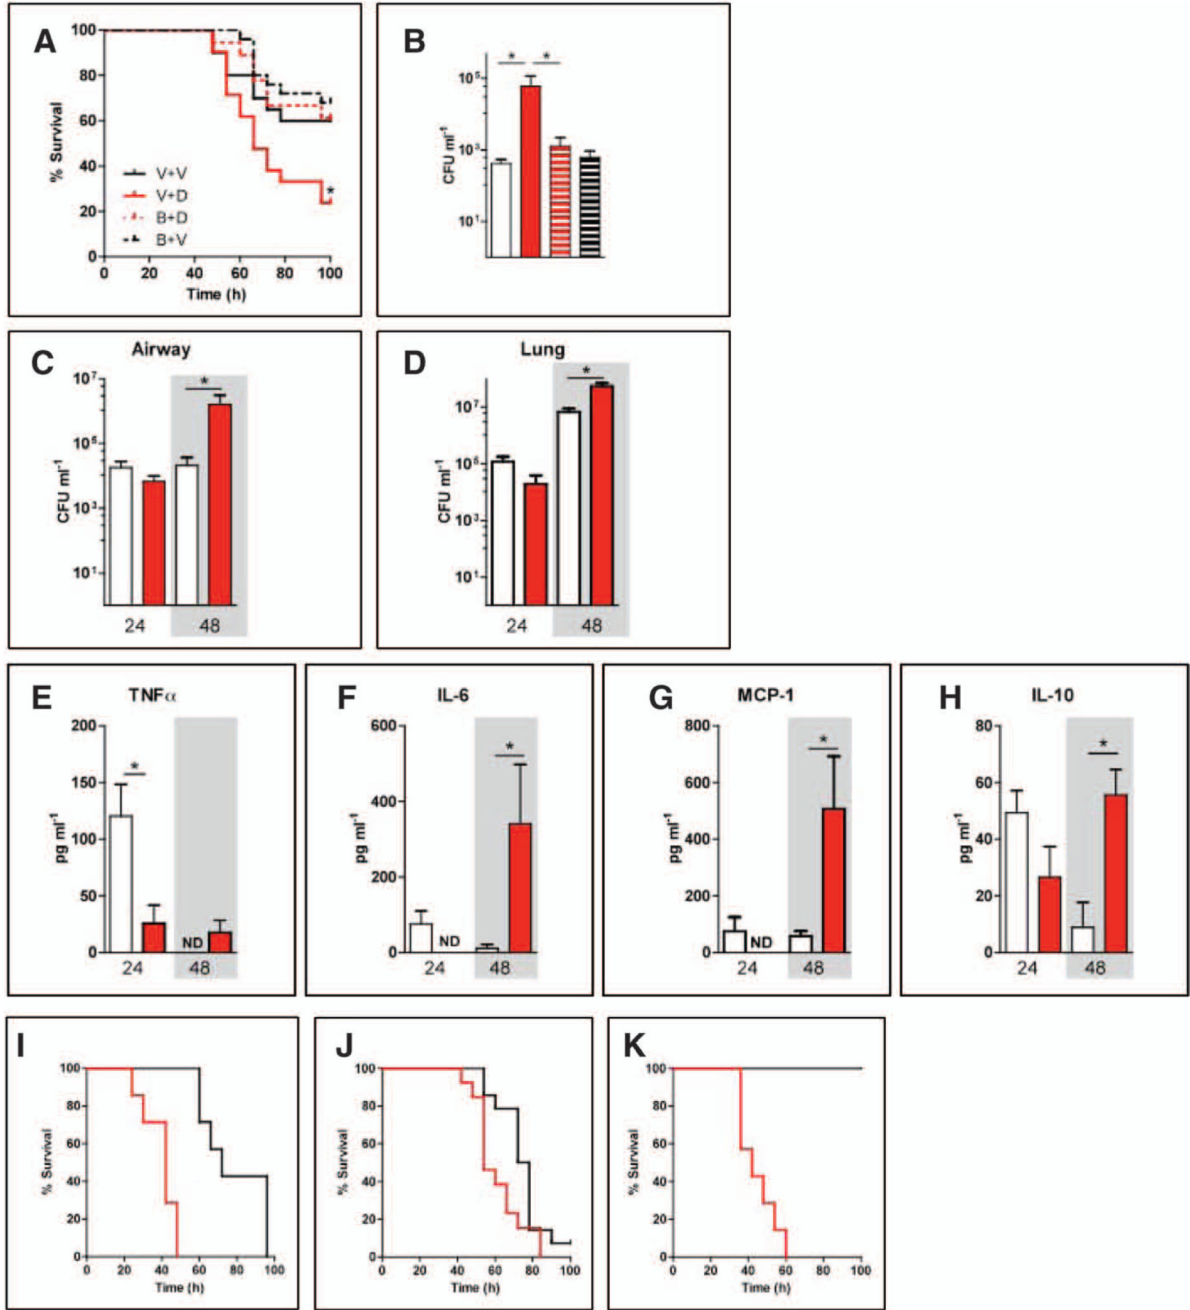 A
% Survival
100
80
60
40
20
0
V+V
V+D
B+D
B+V
*
0 20 40 60 80 100
Time (h)
B
CFU ml⁻¹
* *
10⁵
10³
10¹
C
Airway
CFU ml⁻¹
10⁷
10⁵
10³
10¹
*
24 48
D
Lung
CFU ml⁻¹
10⁷
10⁵
10³
10¹
*
24 48
E
TNFα
pg ml⁻¹
200
150
100
50
0
*
ND
24 48
F
IL-6
pg ml⁻¹
600
400
200
0
*
ND
24 48
G
MCP-1
pg ml⁻¹
800
600
400
200
0
*
ND
24 48
H
IL-10
pg ml⁻¹
80
60
40
20
0
*
24 48
I
% Survival
100
80
60
40
20
0
0 20 40 60 80 100
Time (h)
J
% Survival
100
80
60
40
20
0
0 20 40 60 80 100
Time (h)
K
% Survival
100
80
60
40
20
0
0 20 40 60 80 100
Time (h)